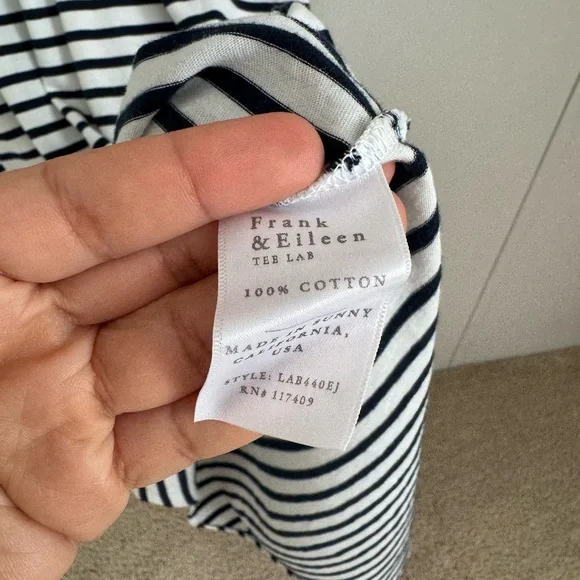 Frank
& Eileen
TEE LAB
100% COTTON
MADE IN SUNNY
CALIFORNIA,
USA
STYLE: LAB440EJ
RN# 117409